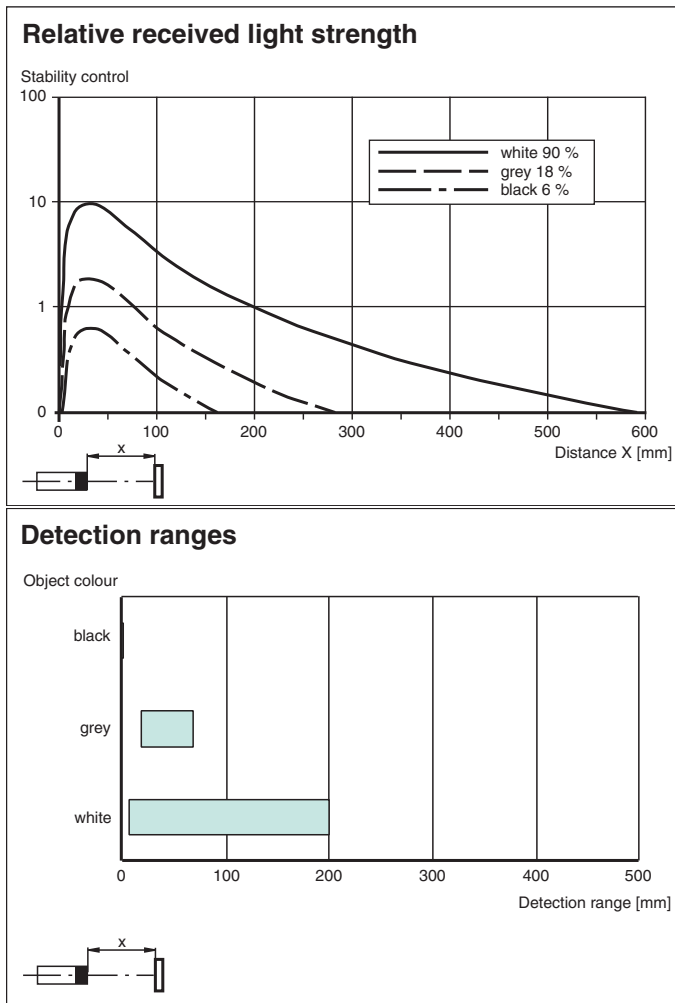 Relative received light strength
Stability control
100
10
1
0
white 90 %
grey 18 %
black 6 %
0 100 200 300 400 500 600
Distance X [mm]
x
Detection ranges
Object colour
black
grey
white
0 100 200 300 400 500
Detection range [mm]
x